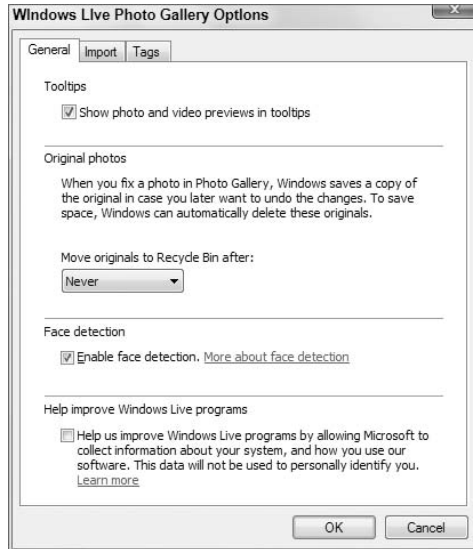 Windows Live Photo Gallery Options
General Import Tags
Tooltips
Show photo and video previews in tooltips
Original photos
When you fix a photo in Photo Gallery, Windows saves a copy of
the original in case you later want to undo the changes. To save
space, Windows can automatically delete these originals.
Move originals to Recycle Bin after:
Never
Face detection
Enable face detection. More about face detection
Help improve Windows Live programs
Help us improve Windows Live programs by allowing Microsoft to
collect information about your system, and how you use our
software. This data will not be used to personally identify you.
Learn more
OK Cancel